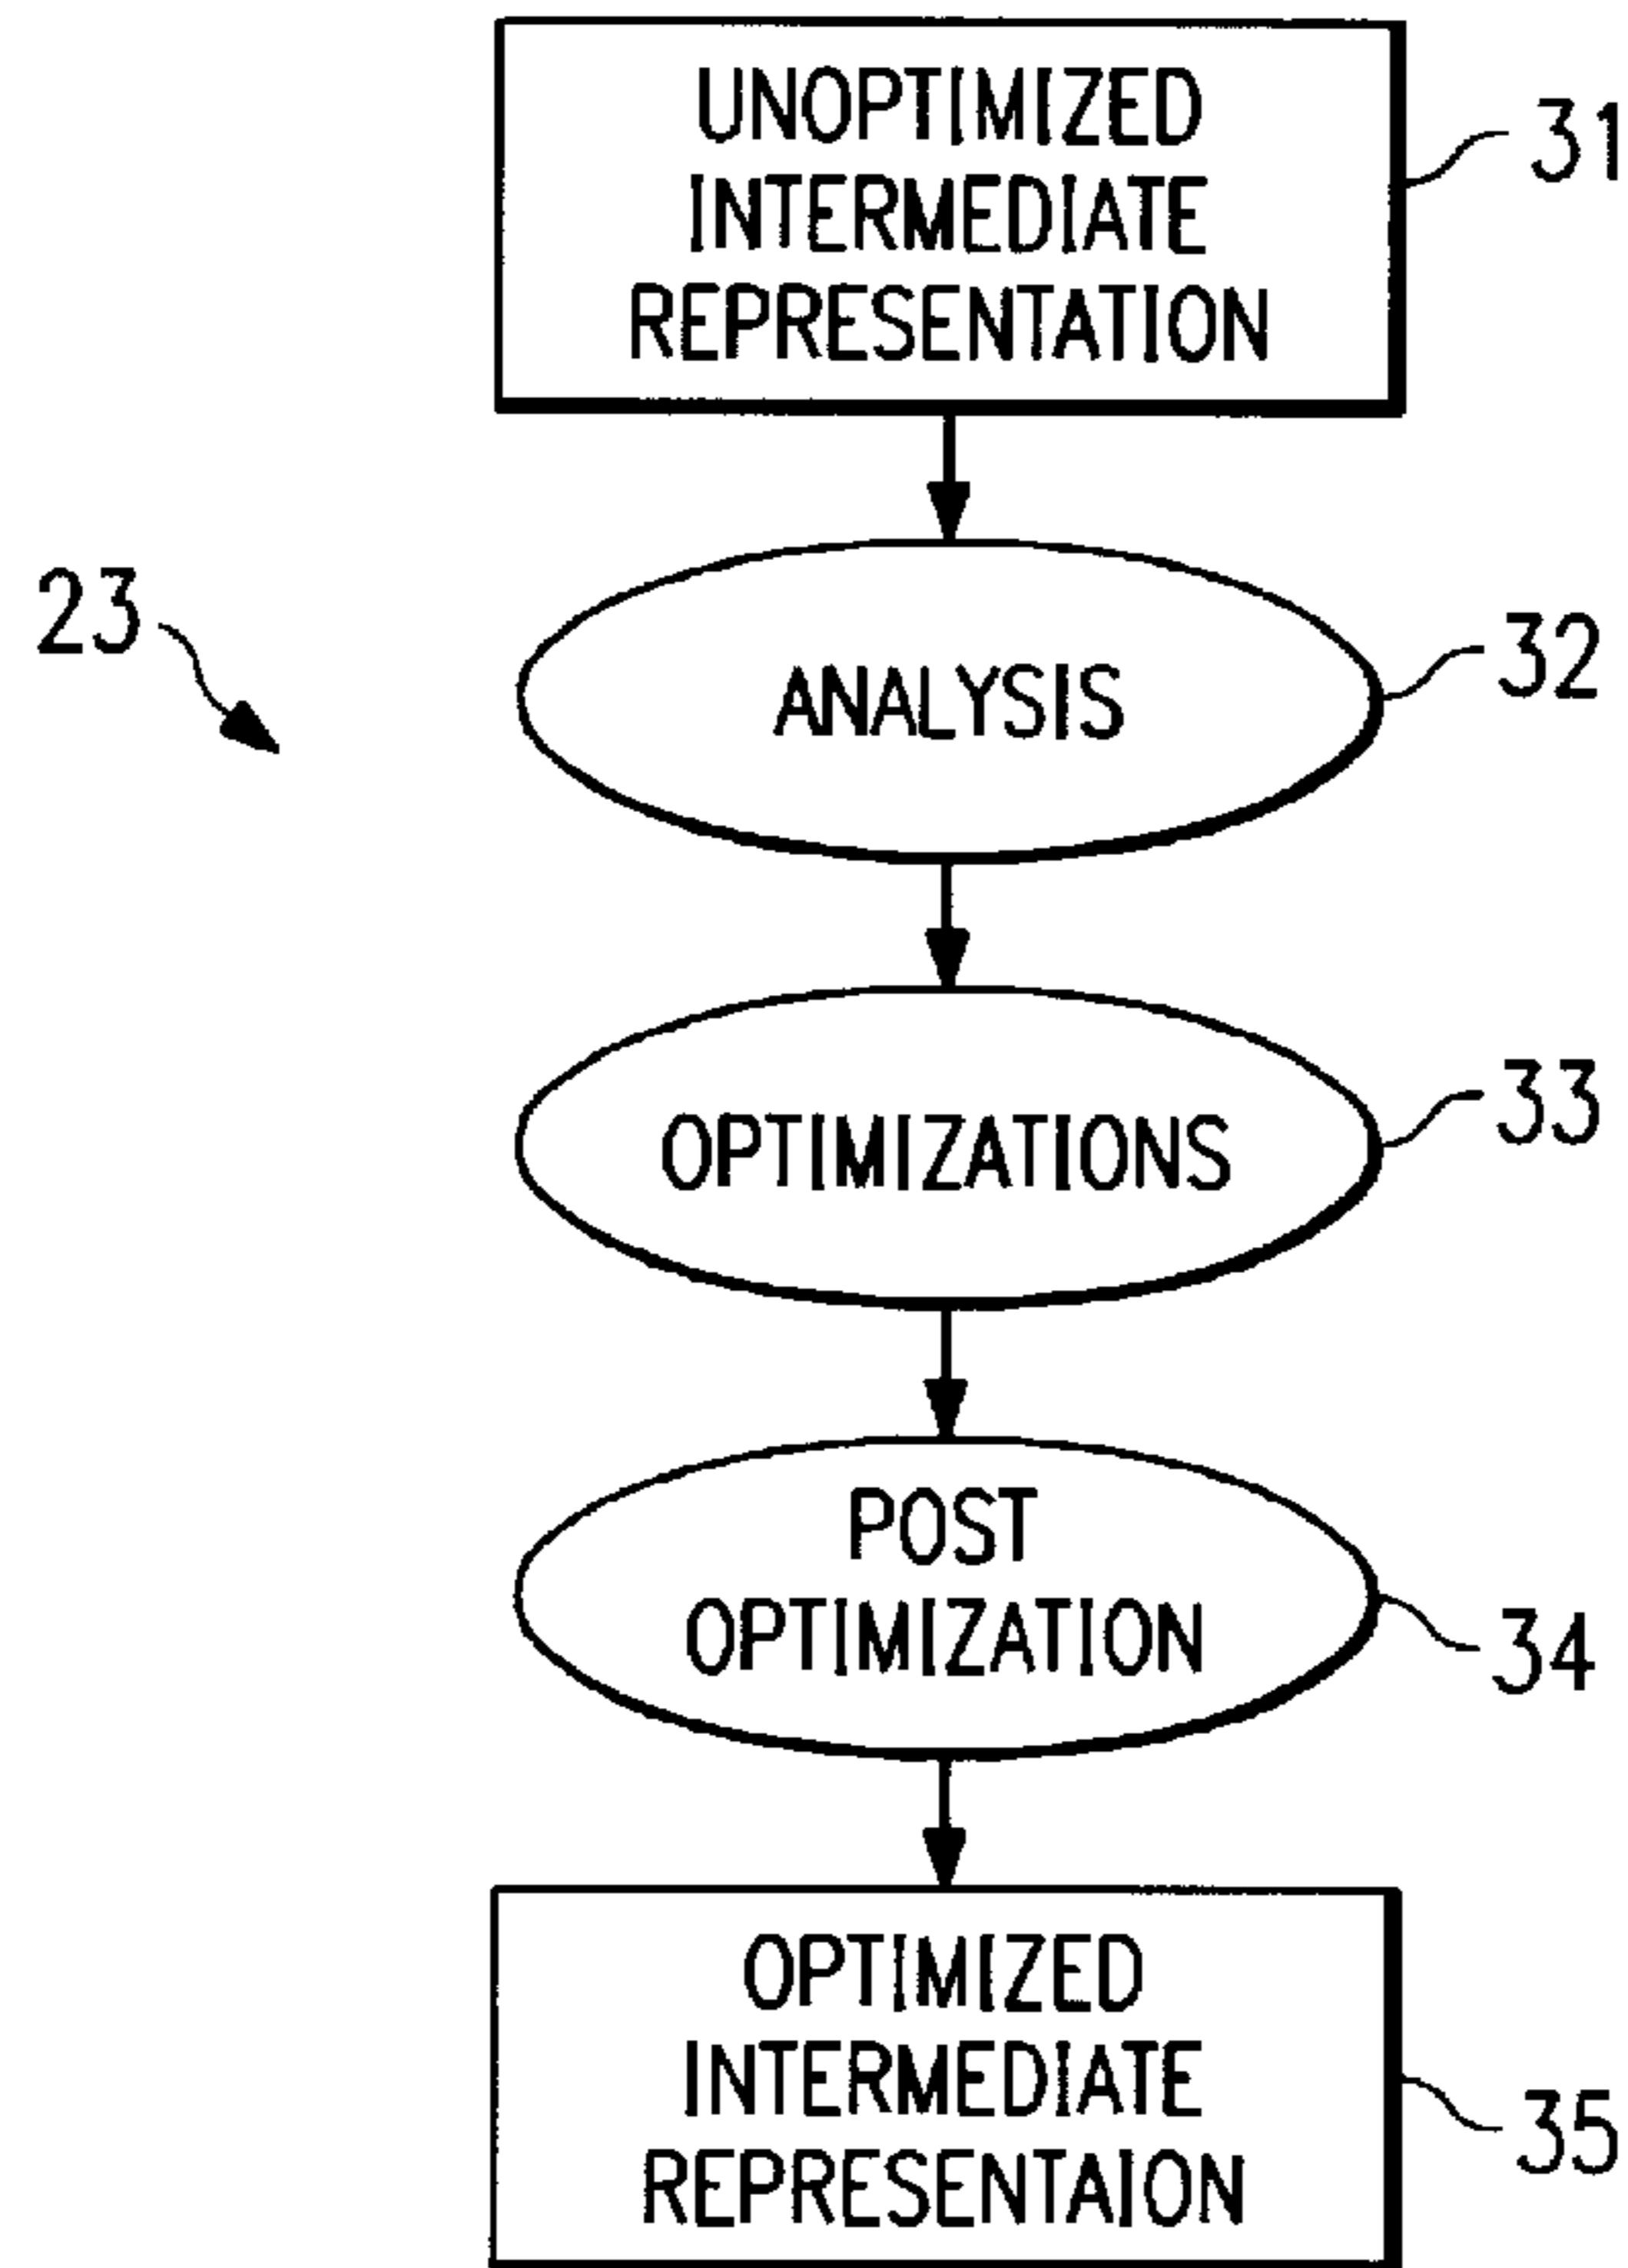 UNOPTIMIZED
INTERMEDIATE
REPRESENTATION
31
23
ANALYSIS
32
OPTIMIZATIONS
33
POST
OPTIMIZATION
34
OPTIMIZED
INTERMEDIATE
REPRESENTAION
35